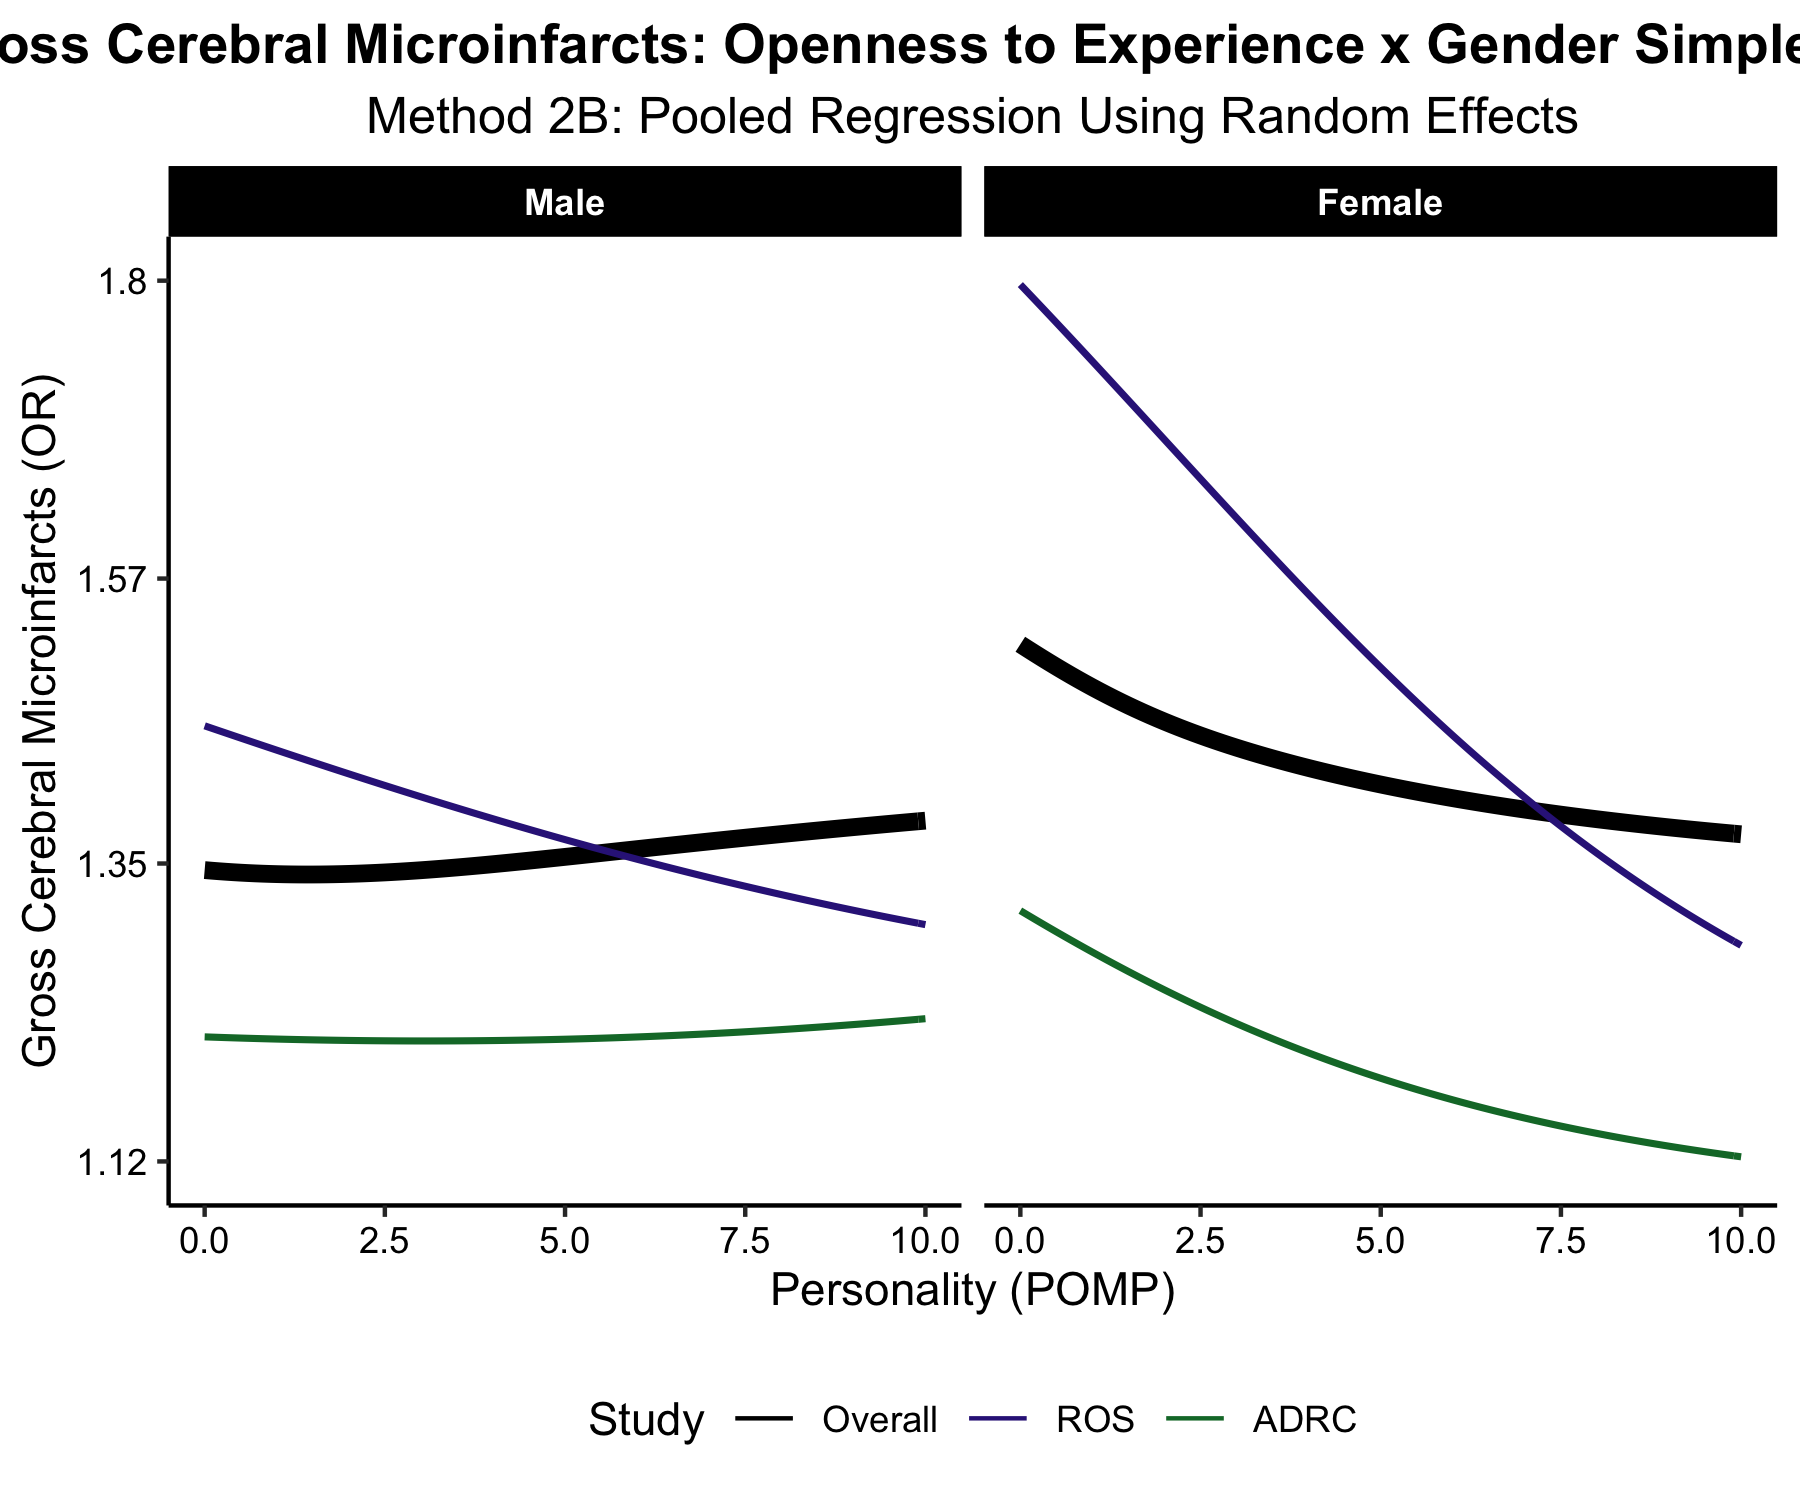 oss Cerebral Microinfarcts: Openness to Experience x Gender Simple
Method 2B: Pooled Regression Using Random Effects
Male
Female
Gross Cerebral Microinfarcts (OR)
1.8
1.57
1.35
1.12
0.0 2.5 5.0 7.5 10.0
0.0 2.5 5.0 7.5 10.0
Personality (POMP)
Study Overall ROS ADRC